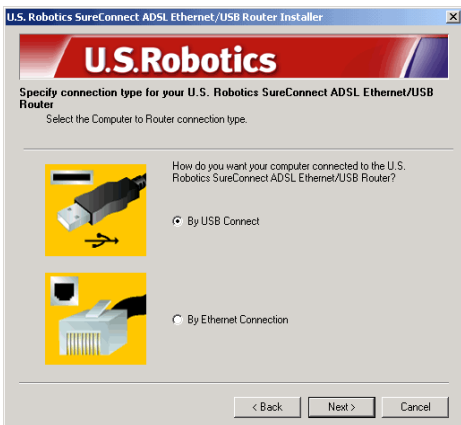 U.S. Robotics SureConnect ADSL Ethernet/USB Router Installer
U.S.Robotics
Specify connection type for your U.S. Robotics SureConnect ADSL Ethernet/USB
Router
Select the Computer to Router connection type.
How do you want your computer connected to the U.S.
Robotics SureConnect ADSL Ethernet/USB Router?
By USB Connect
By Ethernet Connection
< Back
Next >
Cancel